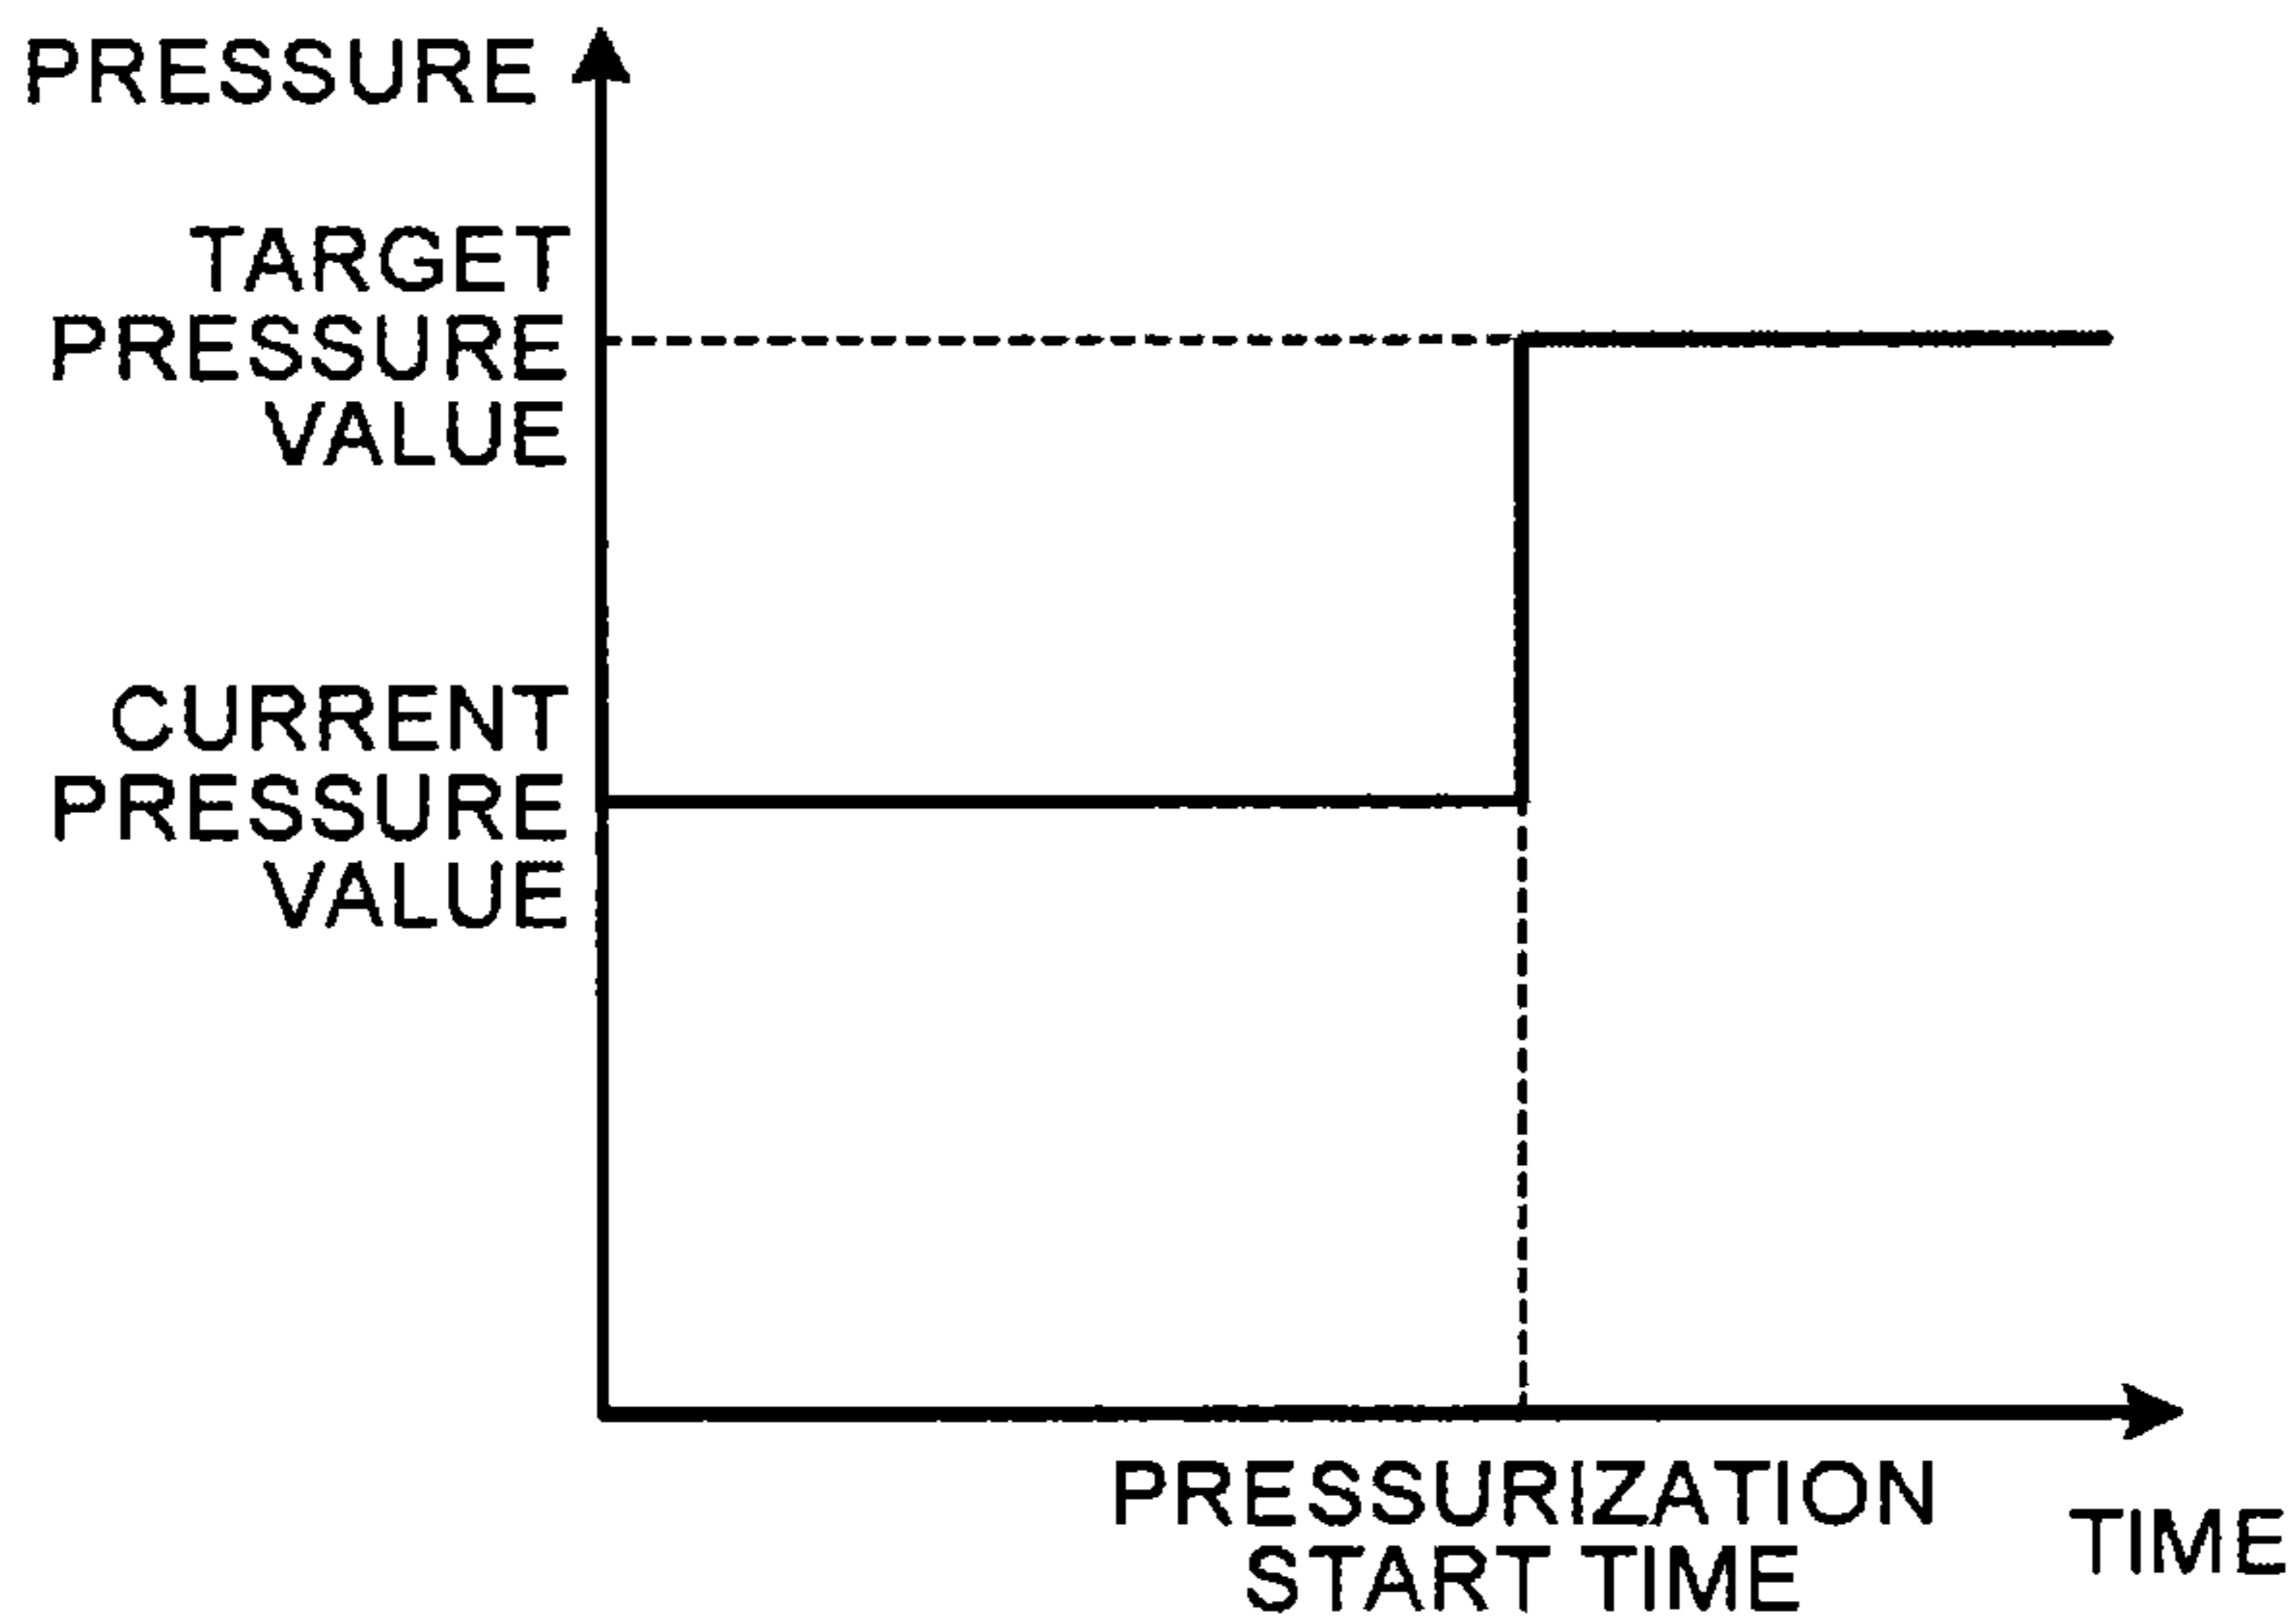 PRESSURE
TARGET
PRESSURE
VALUE
CURRENT
PRESSURE
VALUE
PRESSURIZATION
START TIME
TIME